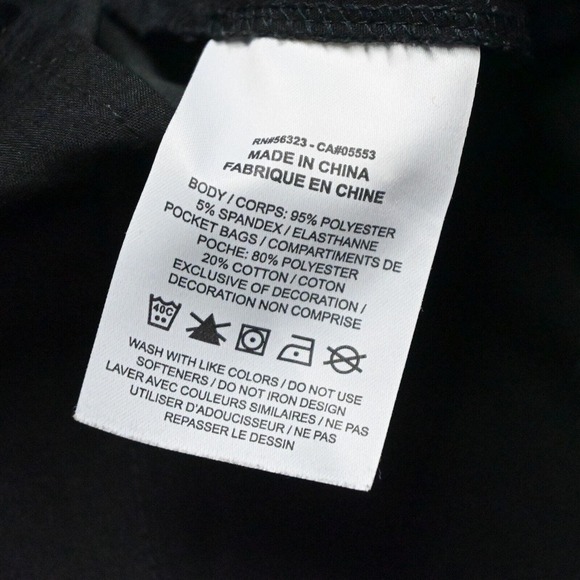 RN#56323 - CA#05553
MADE IN CHINA
FABRIQUE EN CHINE
BODY / CORPS: 95% POLYESTER
5% SPANDEX / ELASTHANNE
POCKET BAGS / COMPARTIMENTS DE
POCHE: 80% POLYESTER
20% COTTON / COTON
EXCLUSIVE OF DECORATION /
DECORATION NON COMPRISE
40C
WASH WITH LIKE COLORS / DO NOT USE
SOFTENERS / DO NOT IRON DESIGN
LAVER AVEC COULEURS SIMILAIRES / NE PAS
UTILISER D'ADOUCISSEUR / NE PAS
REPASSER LE DESSIN